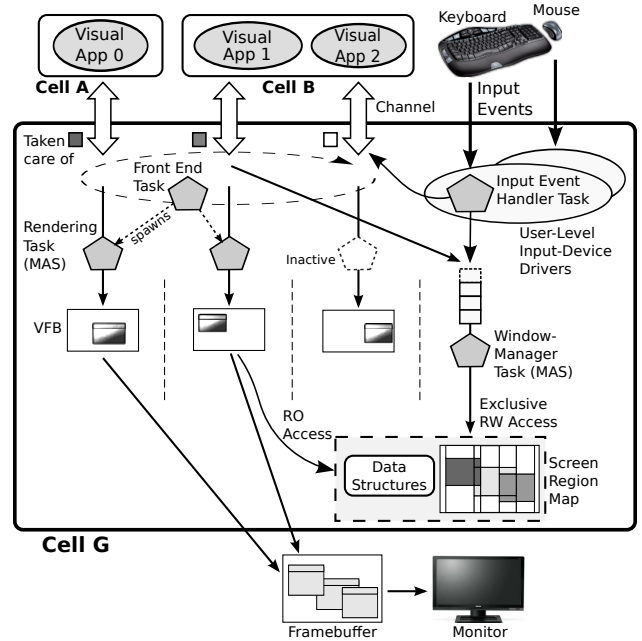 Keyboard
Mouse
Visual
App 0
Visual
App 1
Visual
App 2
Cell A
Cell B
Channel
Input
Events
Taken
care of
Front End
Task
Input Event
Handler Task
Rendering
Task
(MAS)
spawns
Inactive
User-Level
Input-Device
Drivers
VFB
Window-
Manager
Task (MAS)
RO
Access
Exclusive
RW Access
Data
Structures
Screen
Region
Map
Cell G
Framebuffer
Monitor